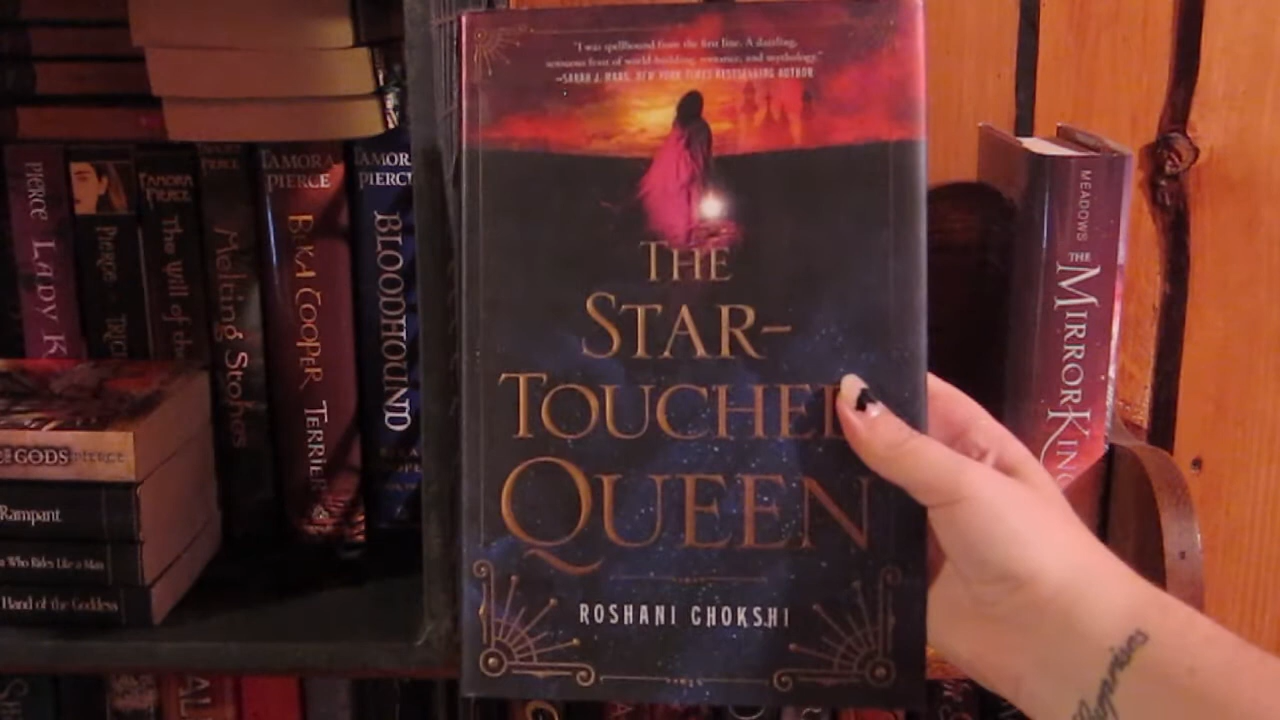 "I was spellbound from the first line. A dazzling,
sensuous feast of world-building, romance, and mythology."
—SARAH J. MAAS, NEW YORK TIMES BESTSELLING AUTHOR
THE
STAR-
TOUCHED
QUEEN
ROSHANI CHOKSHI
PIERCE LADY K
Pierce
TAMORA PIERCE The Will of the
Melting Stones
TAMORA PIERCE BEKA COOPER TERRIER
TAMORA PIERCE BLOODHOUND
GODS
Rampant
Who Rides Like a Man
Hand of the Goddess
MEADOWS THE MIRROR KING